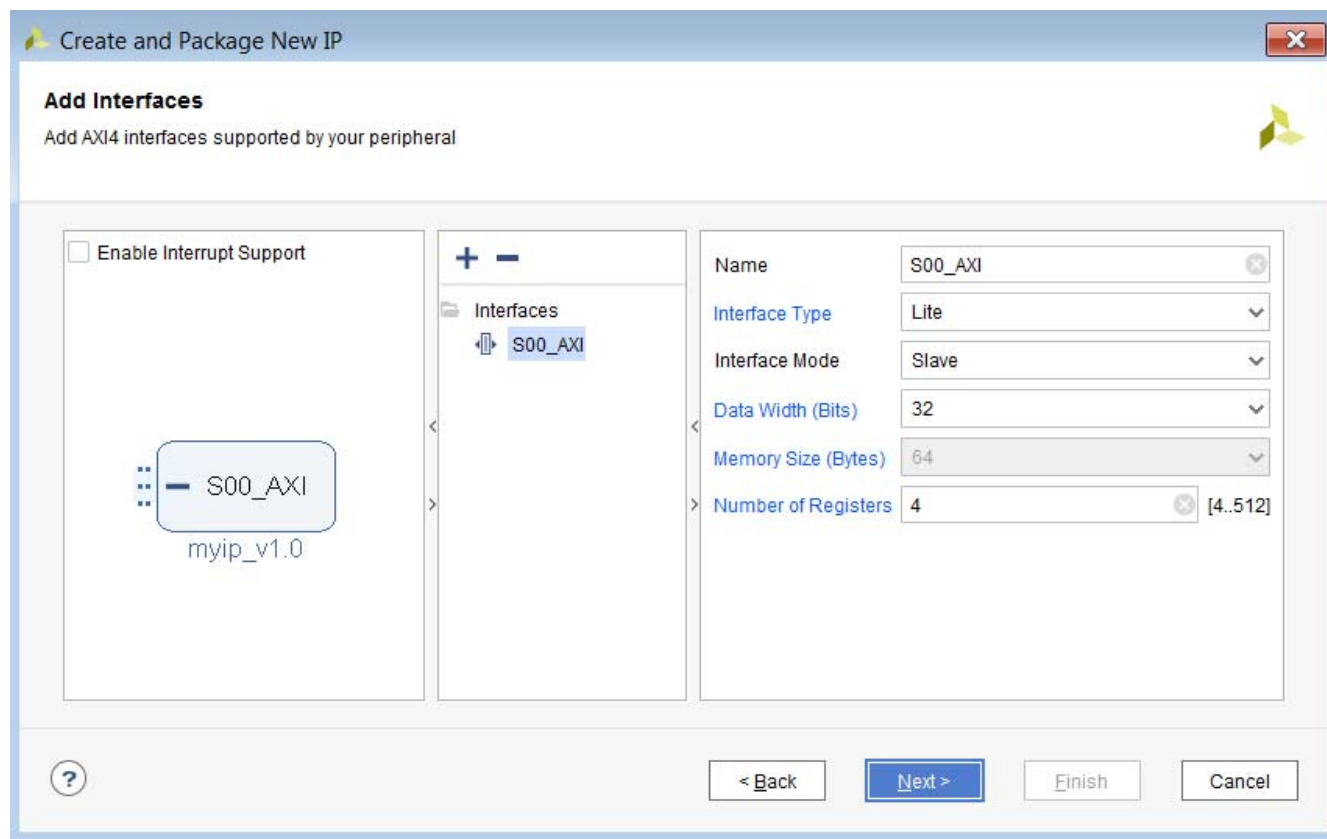 Create and Package New IP
Add Interfaces
Add AXI4 interfaces supported by your peripheral
Enable Interrupt Support
S00_AXI
myip_v1.0
Interfaces
S00_AXI
Name S00_AXI
Interface Type Lite
Interface Mode Slave
Data Width (Bits) 32
Memory Size (Bytes) 64
Number of Registers 4 [4..512]
? < Back Next > Finish Cancel